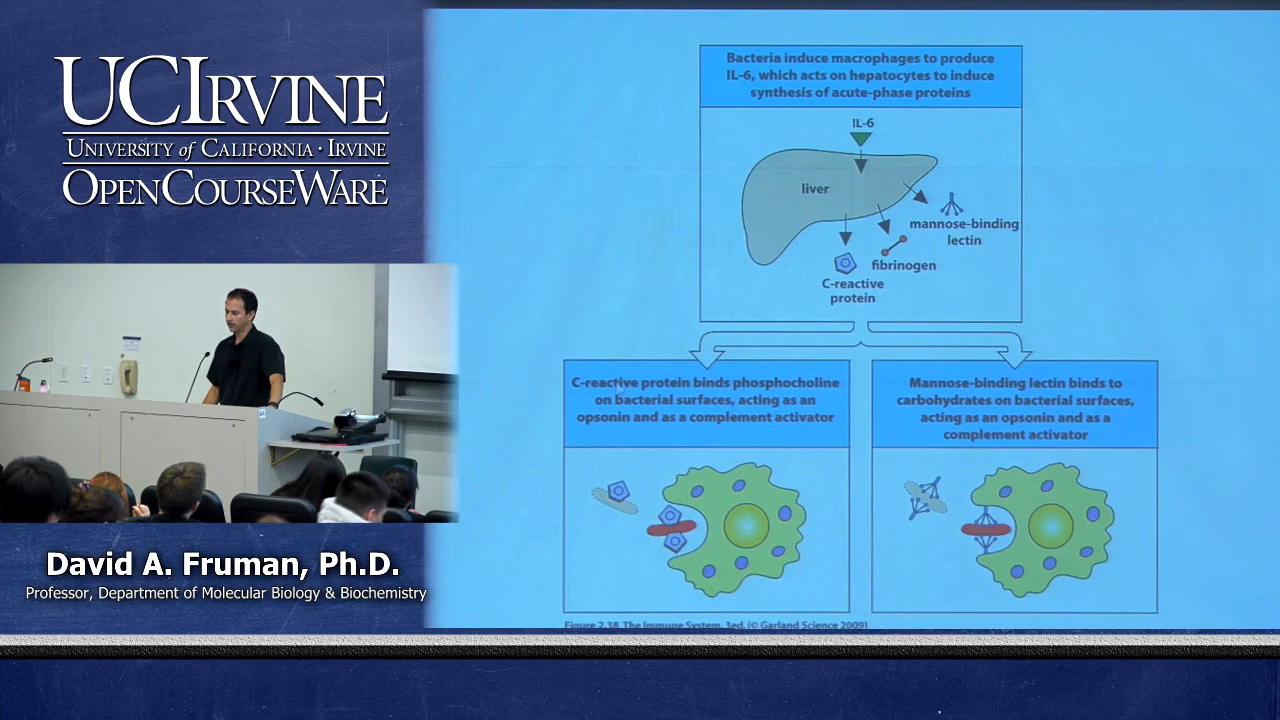 UCIRVINE
UNIVERSITY of CALIFORNIA · IRVINE
OPENCOURSEWARE
David A. Fruman, Ph.D.
Professor, Department of Molecular Biology & Biochemistry
Bacteria induce macrophages to produce
IL-6, which acts on hepatocytes to induce
synthesis of acute-phase proteins
IL-6
liver
mannose-binding
lectin
fibrinogen
C-reactive
protein
C-reactive protein binds phosphocholine
on bacterial surfaces, acting as an
opsonin and as a complement activator
Mannose-binding lectin binds to
carbohydrates on bacterial surfaces,
acting as an opsonin and as a
complement activator
Figure 2.38 The Immune System, 3ed. (© Garland Science 2009)